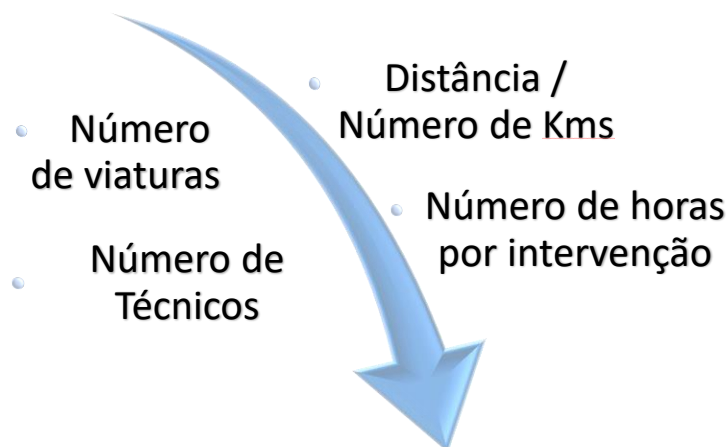 Número
de viaturas
Número de
Técnicos
Distância /
Número de Kms
Número de horas
por intervenção